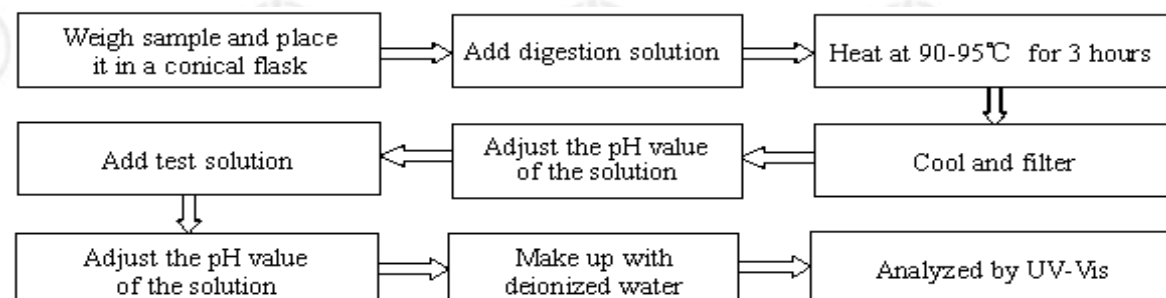 Weigh sample and place
it in a conical flask
Add digestion solution
Heat at 90-95℃ for 3 hours
Cool and filter
Adjust the pH value
of the solution
Add test solution
Adjust the pH value
of the solution
Make up with
deionized water
Analyzed by UV-Vis